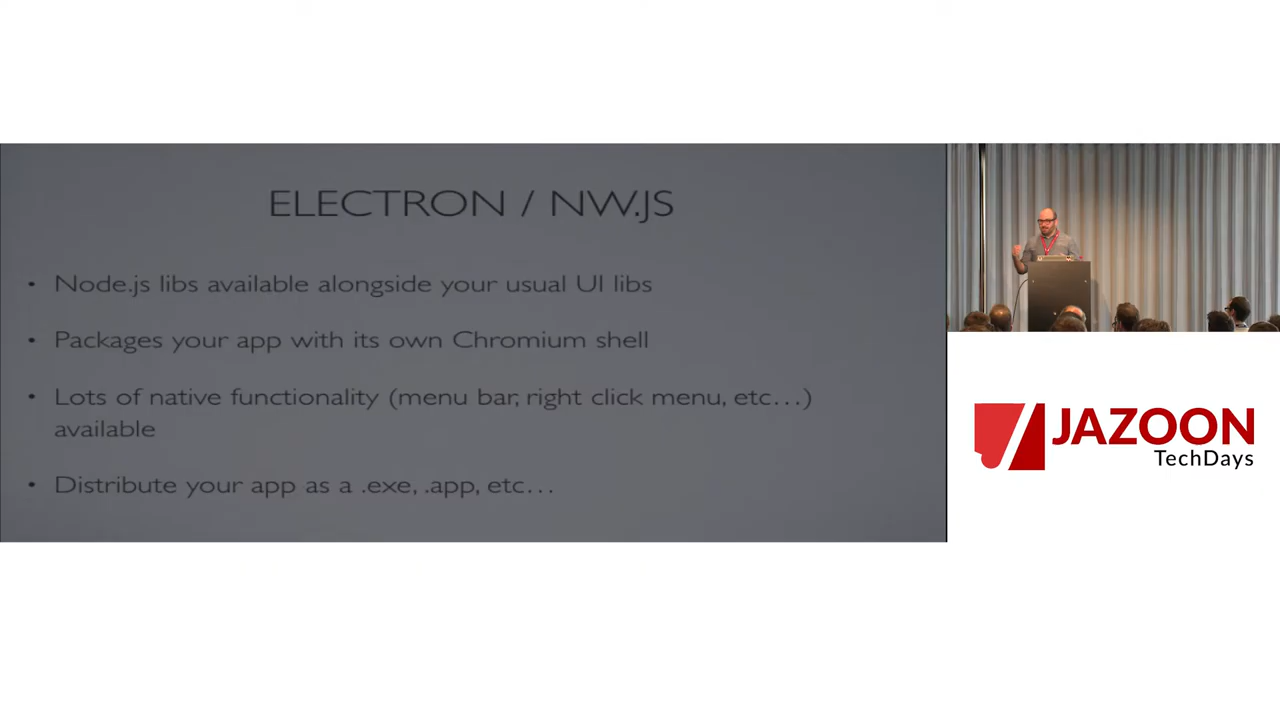 ELECTRON / NW.JS
• Node.js libs available alongside your usual UI libs
• Packages your app with its own Chromium shell
• Lots of native functionality (menu bar, right click menu, etc…)
available
• Distribute your app as a .exe, .app, etc…
JAZOON
TechDays